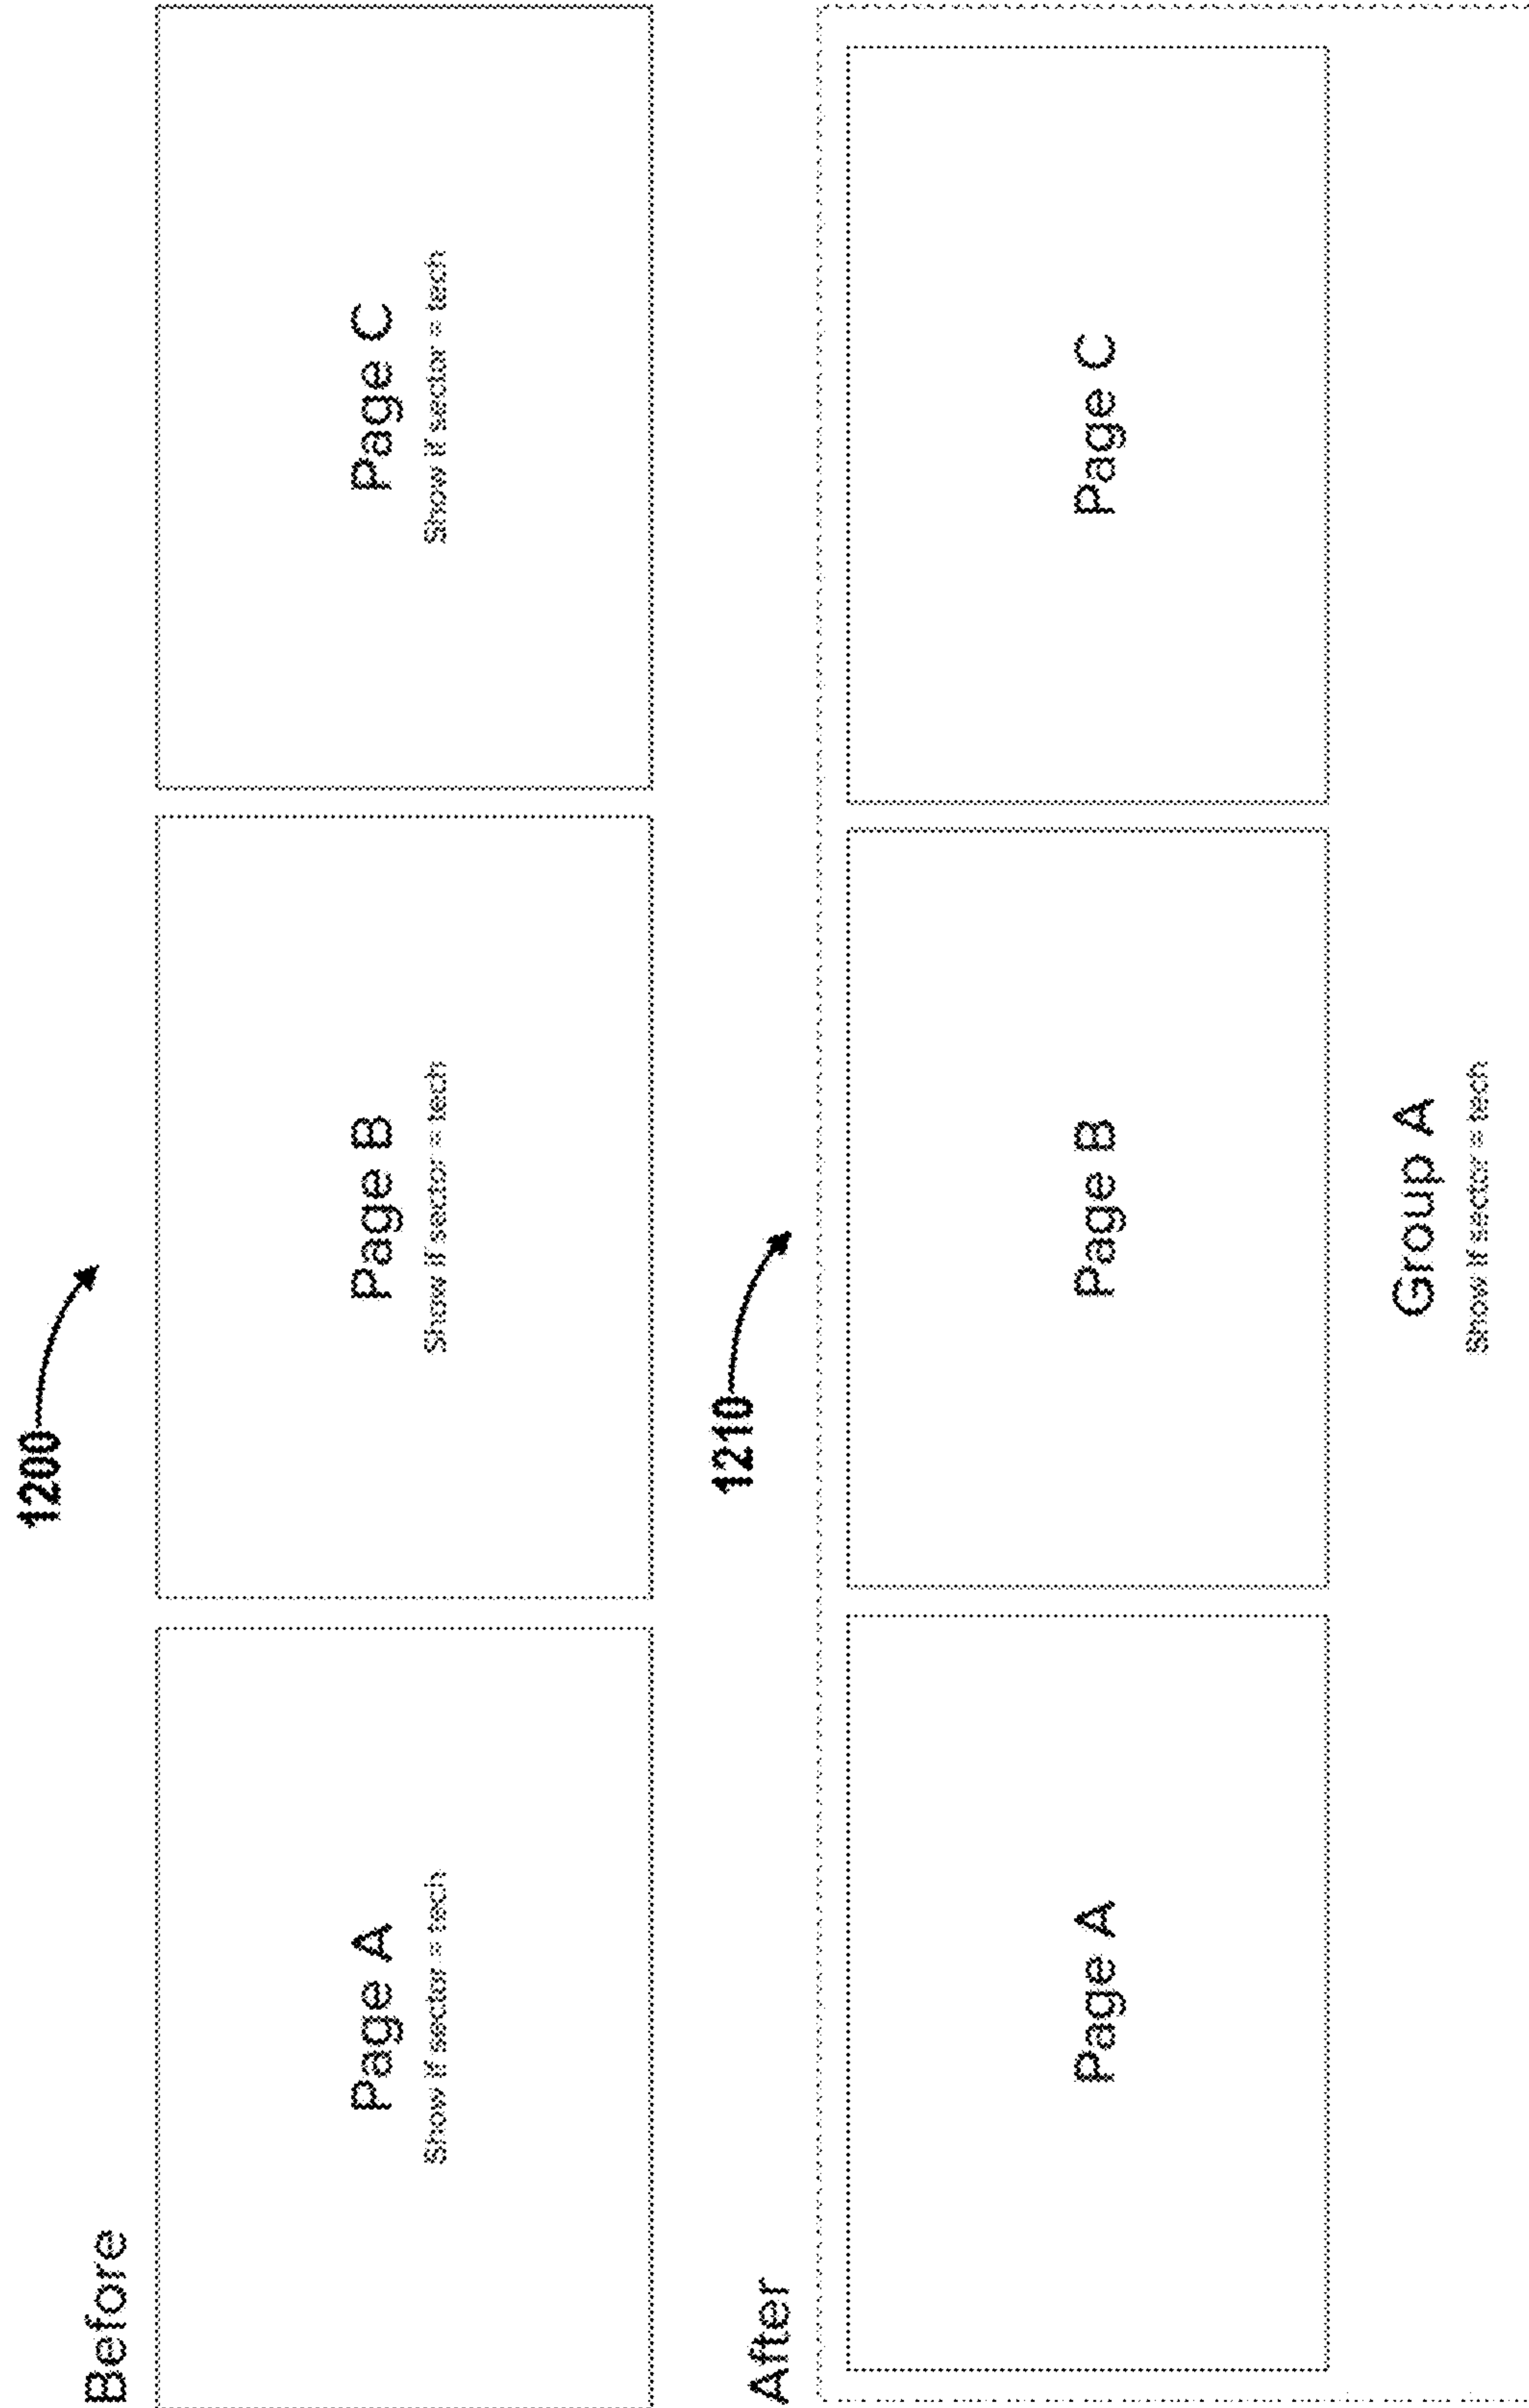 1200
Before
Page A
Show if sector = tech
Page B
Show if sector = tech
Page C
Show if sector = tech
1210
After
Page A
Page B
Page C
Group A
Show if sector = tech